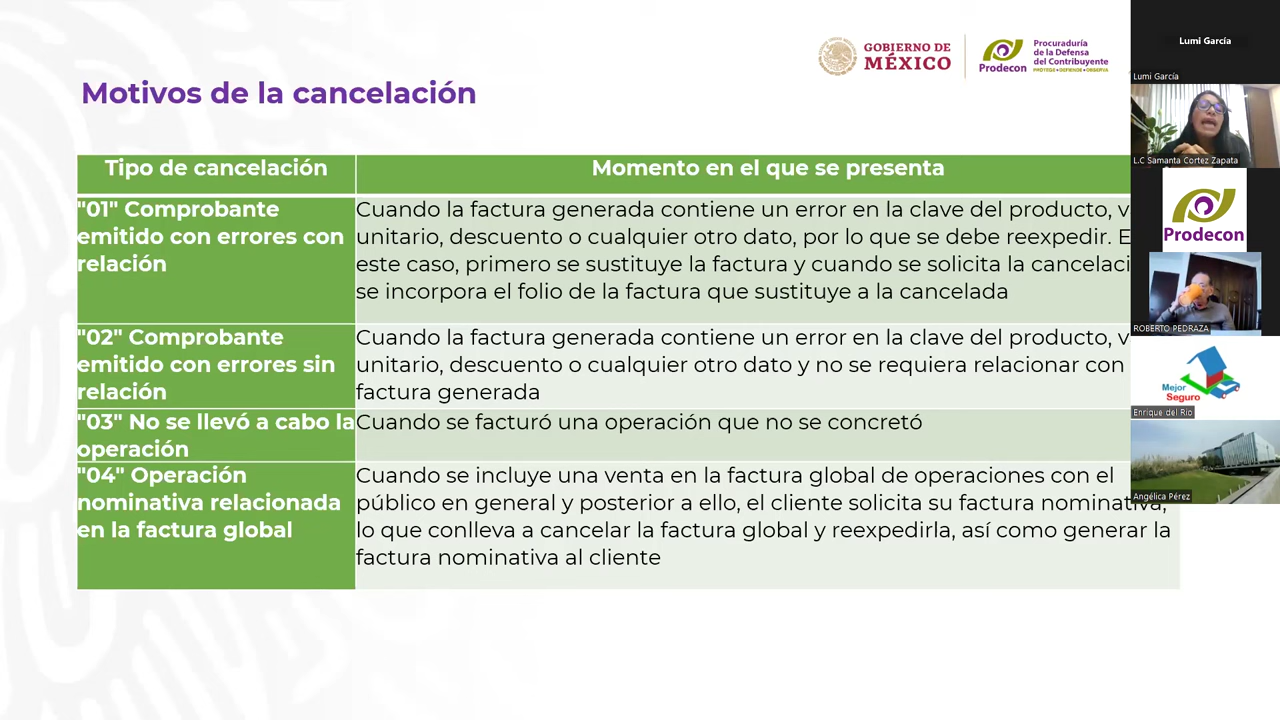 GOBIERNO DE
MÉXICO
Prodecon
Procuraduría
de la Defensa
del Contribuyente
PROTEGE • DEFIENDE • OBSERVA
Motivos de la cancelación
Tipo de cancelación
Momento en el que se presenta
"01" Comprobante
emitido con errores con
relación
Cuando la factura generada contiene un error en la clave del producto,
unitario, descuento o cualquier otro dato, por lo que se debe reexpedir.
este caso, primero se sustituye la factura y cuando se solicita la
se incorpora el folio de la factura que sustituye a la cancelada
"02" Comprobante
emitido con errores sin
relación
Cuando la factura generada contiene un error en la clave del producto,
unitario, descuento o cualquier otro dato y no se requiera relacionar con
factura generada
"03" No se llevó a cabo la
operación
Cuando se facturó una operación que no se concretó
"04" Operación
nominativa relacionada
en la factura global
Cuando se incluye una venta en la factura global de operaciones con el
público en general y posterior a ello, el cliente solicita su factura nominativa,
lo que conlleva a cancelar la factura global y reexpedirla, así como generar la
factura nominativa al cliente
Lumi García
Lumi García
L.C Samanta Cortez Zapata
Prodecon
ROBERTO PEDRAZA
Mejor
Seguro
Enrique del Río
Angélica Pérez